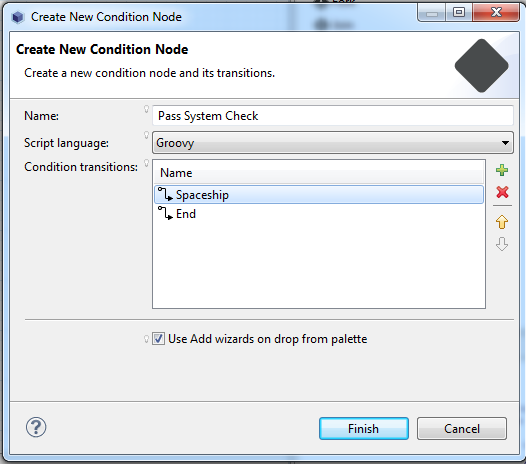 Create New Condition Node
Create New Condition Node
Create a new condition node and its transitions.
Name: Pass System Check
Script language: Groovy
Condition transitions: Name
Spaceship
End
Use Add wizards on drop from palette
? Finish Cancel